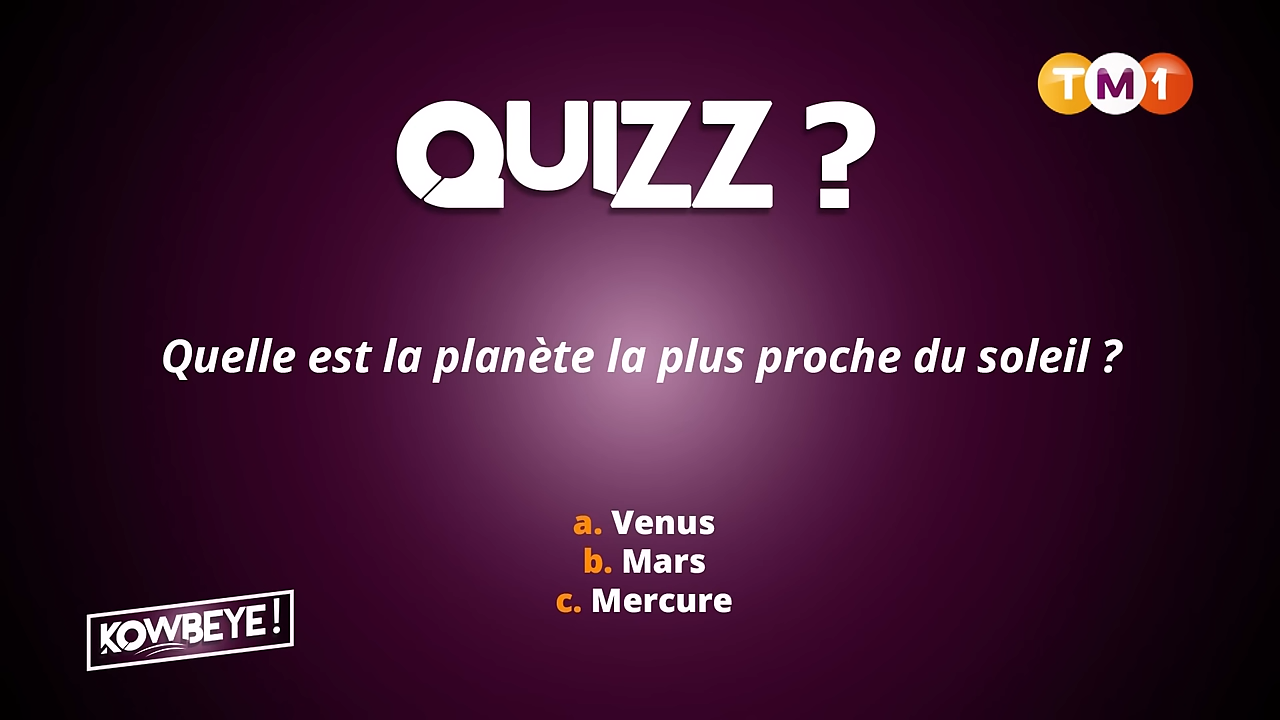 TM1
QUIZZ ?
Quelle est la planète la plus proche du soleil ?
a. Venus
b. Mars
c. Mercure
KOWBEYE !